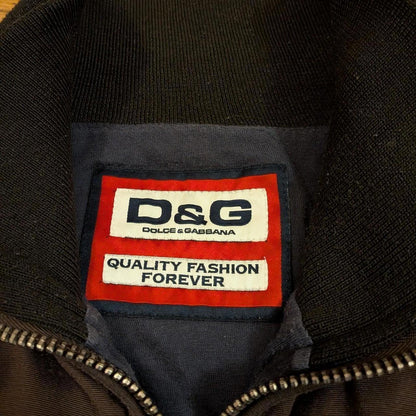 D&G
DOLCE & GABBANA
QUALITY FASHION
FOREVER